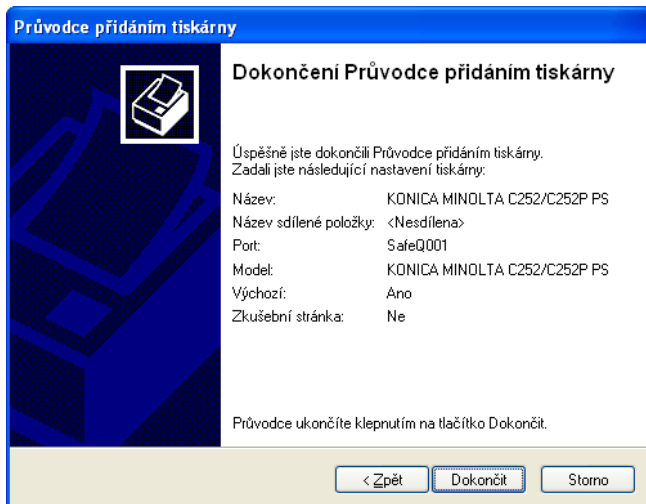 Průvodce přidáním tiskárny
Dokončení Průvodce přidáním tiskárny
Úspěšně jste dokončili Průvodce přidáním tiskárny.
Zadali jste následující nastavení tiskárny:
Název: KONICA MINOLTA C252/C252P PS
Název sdílené položky: <Nesdílena>
Port: SafeQ001
Model: KONICA MINOLTA C252/C252P PS
Výchozí: Ano
Zkušební stránka: Ne
Průvodce ukončíte klepnutím na tlačítko Dokončit.
< Zpět Dokončit Storno